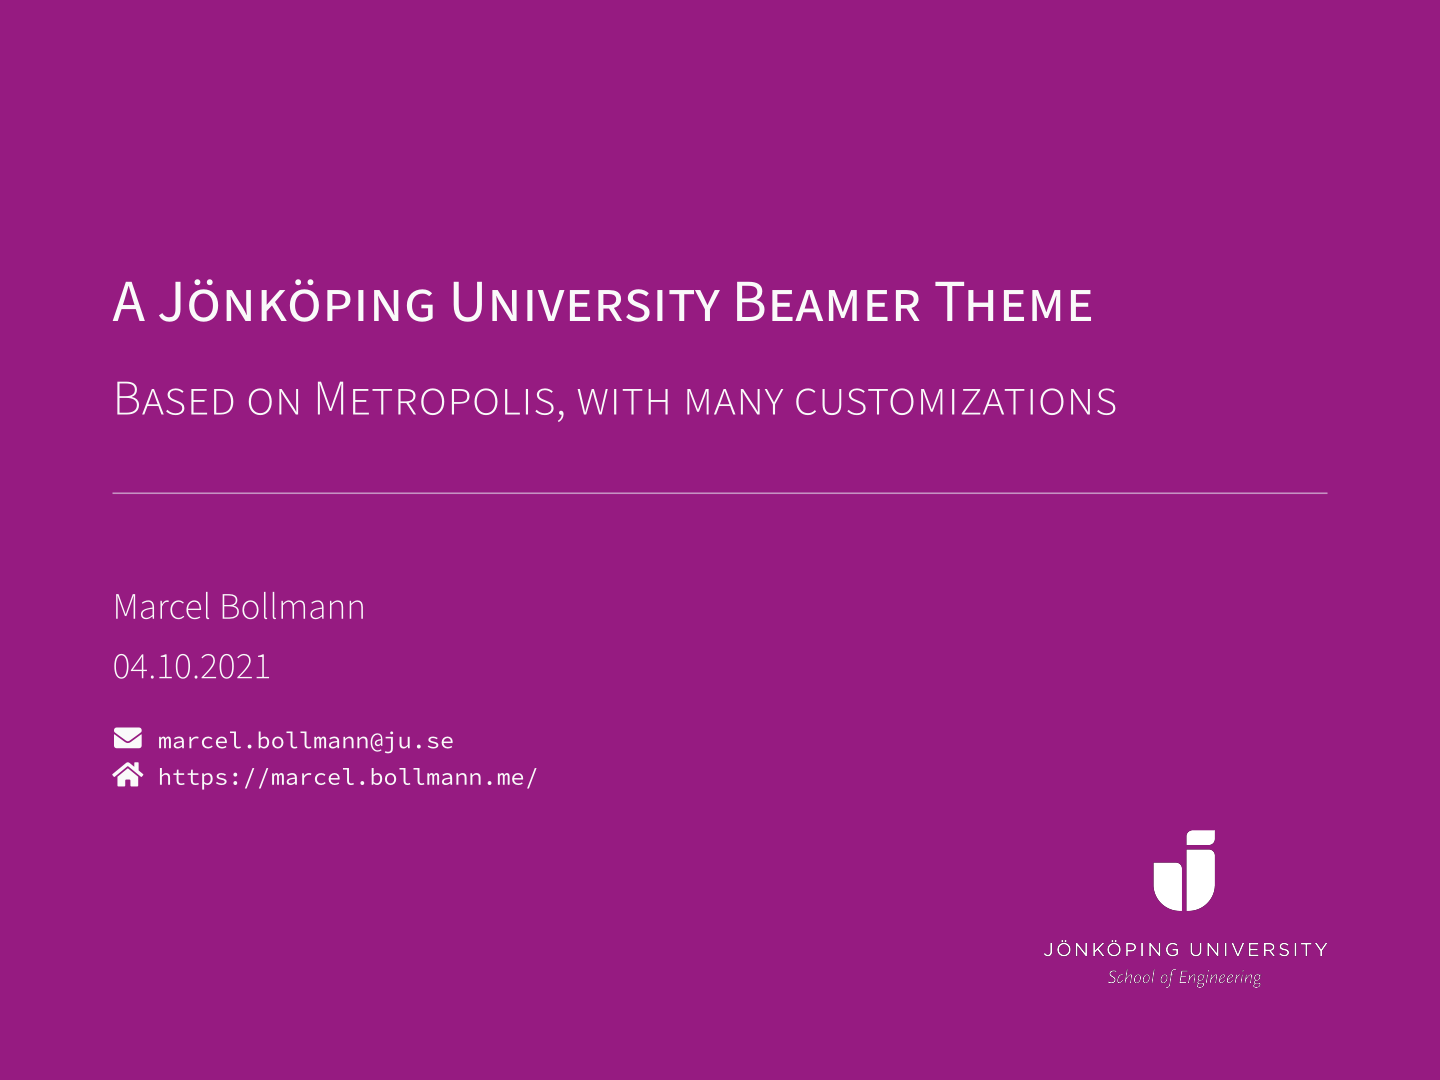 A Jönköping University Beamer Theme
Based on Metropolis, with many customizations
Marcel Bollmann
04.10.2021
marcel.bollmann@ju.se
https://marcel.bollmann.me/
JÖNKÖPING UNIVERSITY
School of Engineering